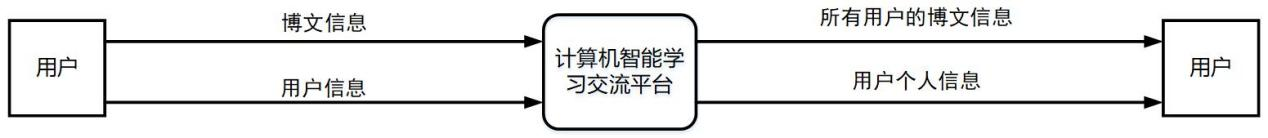 用户
博文信息
用户信息
计算机智能学
习交流平台
所有用户的博文信息
用户个人信息
用户